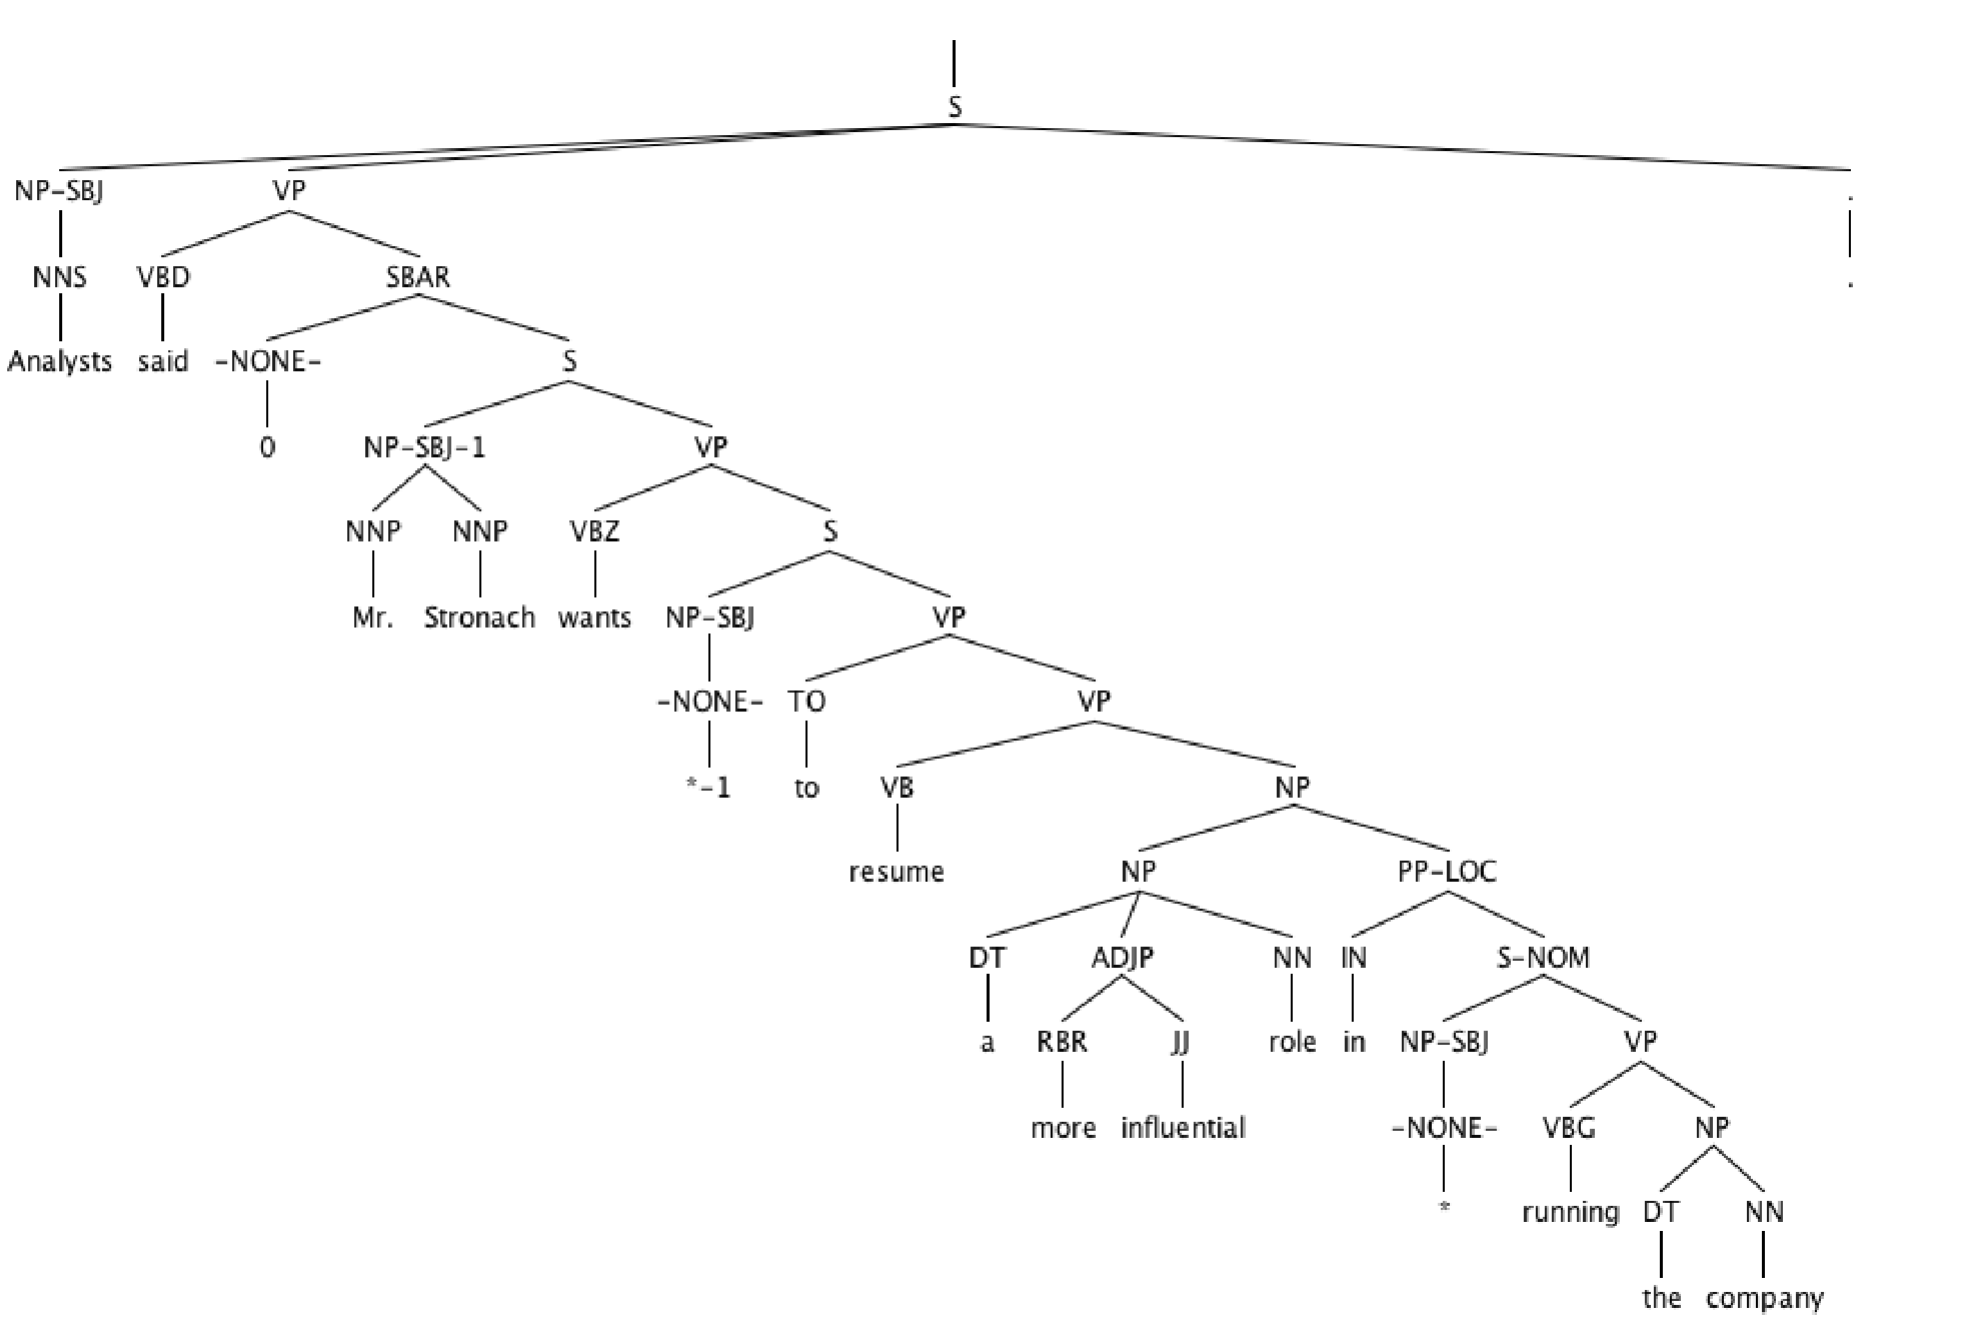 S
NP-SBJ VP .
NNS VBD SBAR .
Analysts said -NONE- S
0 NP-SBJ-1 VP
NNP NNP VBZ S
Mr. Stronach wants NP-SBJ VP
-NONE- TO VP
*-1 to VB NP
resume NP PP-LOC
DT ADJP NN IN S-NOM
a RBR JJ role in NP-SBJ VP
more influential -NONE- VBG NP
* running DT NN
the company